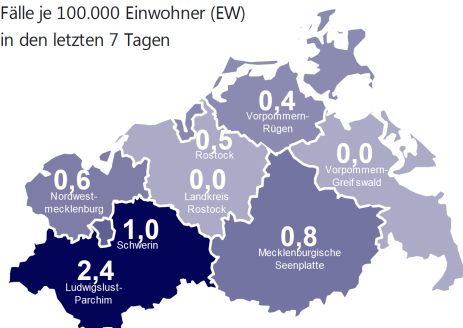 Fälle je 100.000 Einwohner (EW)
in den letzten 7 Tagen
0,4
Vorpommern-
Rügen
0,5
Rostock
0,0
Vorpommern-
Greifswald
0,6
Nordwest-
mecklenburg
0,0
Landkreis
Rostock
1,0
Schwerin
0,8
Mecklenburgische
Seenplatte
2,4
Ludwigslust-
Parchim